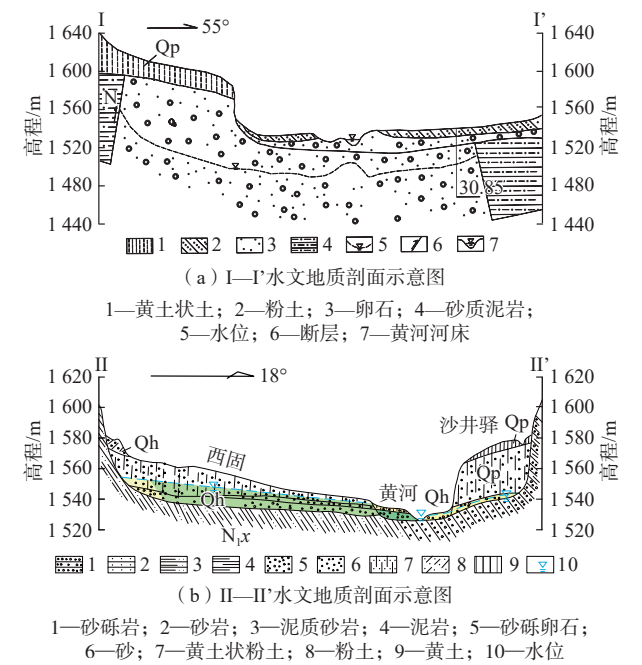 I I’
55°
1 640 1 640
Qp
1 600 1 600
N
1 560 1 560
高程/m 高程/m
1 520 1 520
1 480 30.85 1 480
1 440 1 440
1 2 3 4 5 6 7
（a）I—I’水文地质剖面示意图
1—黄土状土；2—粉土；3—卵石；4—砂质泥岩；
5—水位；6—断层；7—黄河河床
II II’
1 620 18° 1 620
1 600 1 600
沙井驿 Qp
1 580 Qh 1 580
西固
高程/m 高程/m
1 560 Qp 1 560
黄河 Qh
1 540 Qh 1 540
1 520 N₁x 1 520
1 2 3 4 5 6 7 8 9 10
（b）II—II’水文地质剖面示意图
1—砂砾岩；2—砂岩；3—泥质砂岩；4—泥岩；5—砂砾卵石；
6—砂；7—黄土状粉土；8—粉土；9—黄土；10—水位